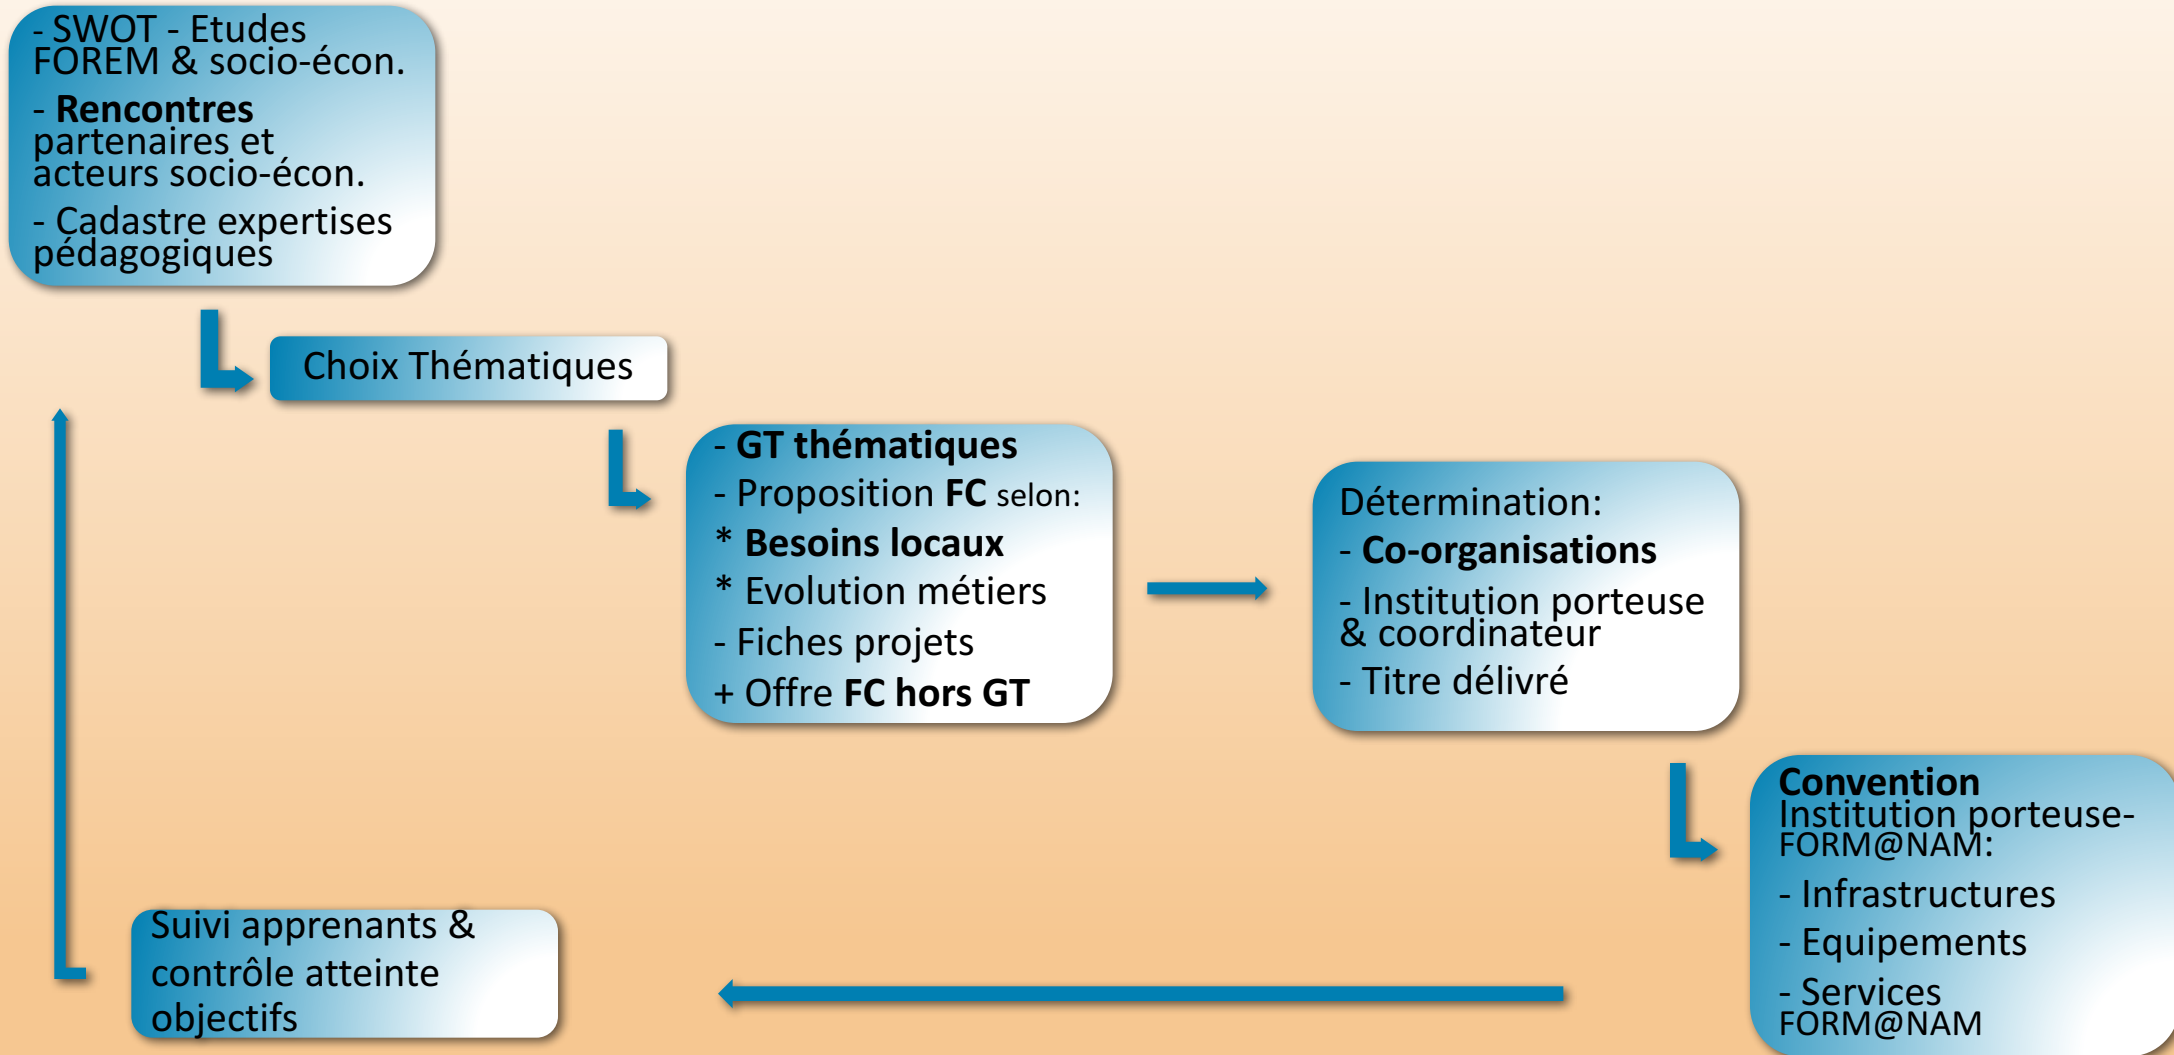 - SWOT - Etudes
FOREM & socio-écon.
- Rencontres
partenaires et
acteurs socio-écon.
- Cadastre expertises
pédagogiques
Choix Thématiques
- GT thématiques
- Proposition FC selon:
* Besoins locaux
* Evolution métiers
- Fiches projets
+ Offre FC hors GT
Détermination:
- Co-organisations
- Institution porteuse
& coordinateur
- Titre délivré
Convention
Institution porteuse-
FORM@NAM:
- Infrastructures
- Equipements
- Services
FORM@NAM
Suivi apprenants &
contrôle atteinte
objectifs